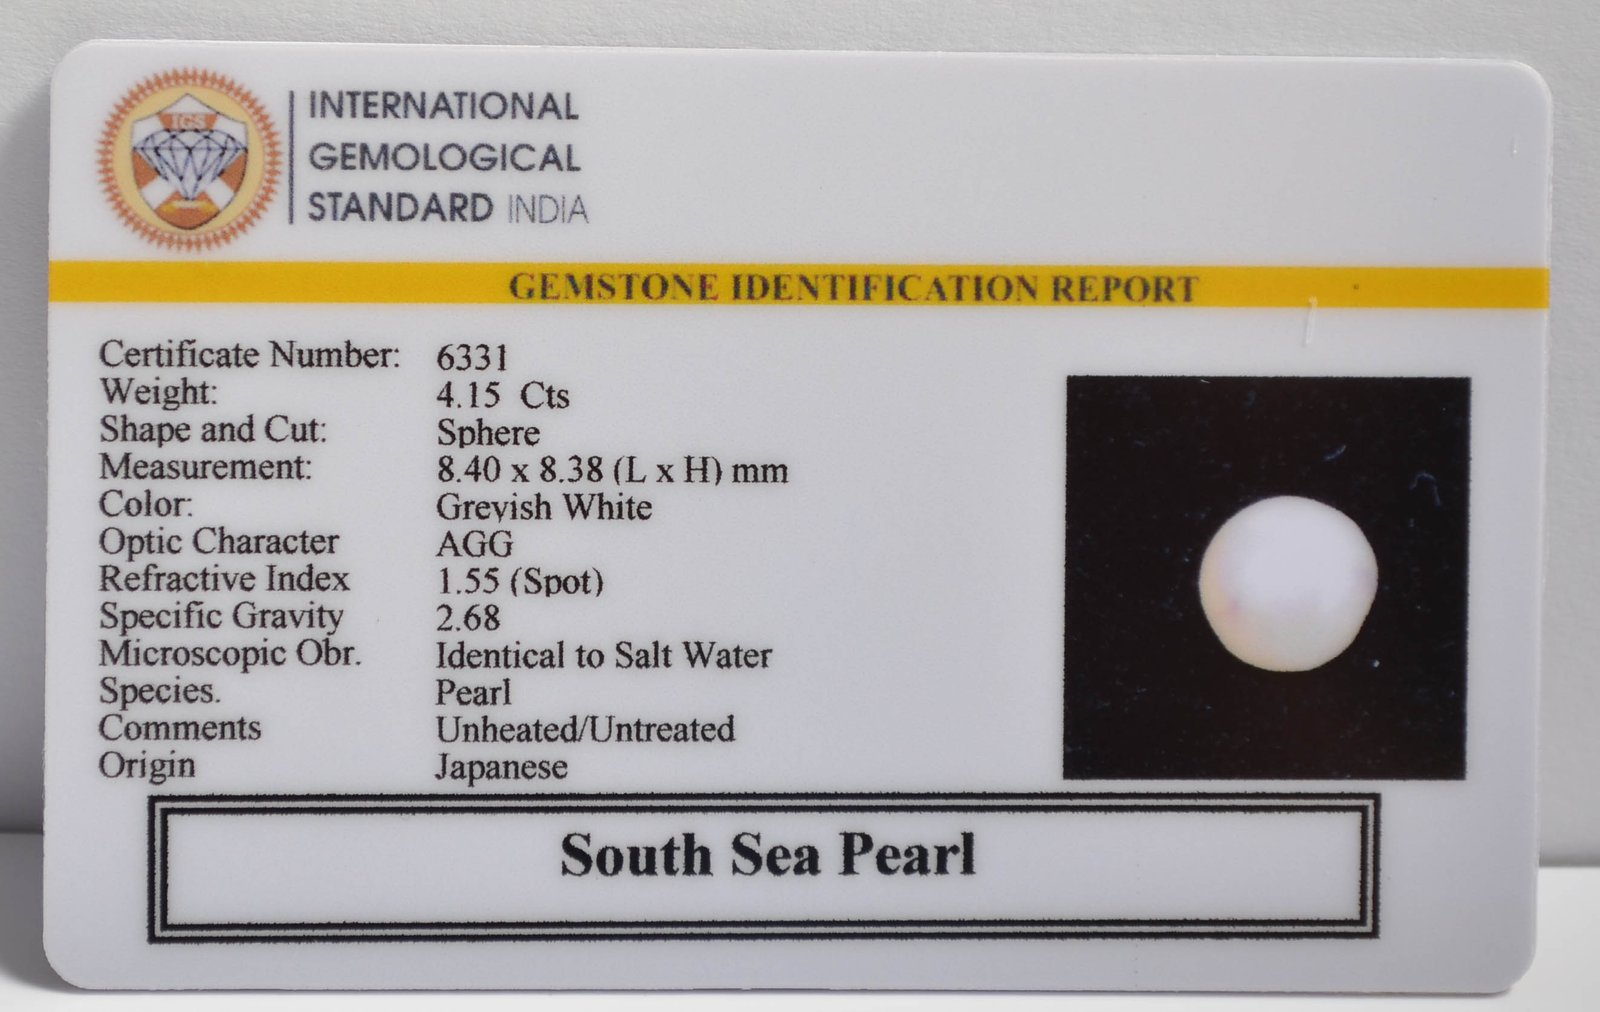 IGS
INTERNATIONAL
GEMOLOGICAL
STANDARD INDIA
GEMSTONE IDENTIFICATION REPORT
Certificate Number: 6331
Weight: 4.15 Cts
Shape and Cut: Sphere
Measurement: 8.40 x 8.38 (L x H) mm
Color: Greyish White
Optic Character AGG
Refractive Index 1.55 (Spot)
Specific Gravity 2.68
Microscopic Obr. Identical to Salt Water
Species. Pearl
Comments Unheated/Untreated
Origin Japanese
South Sea Pearl